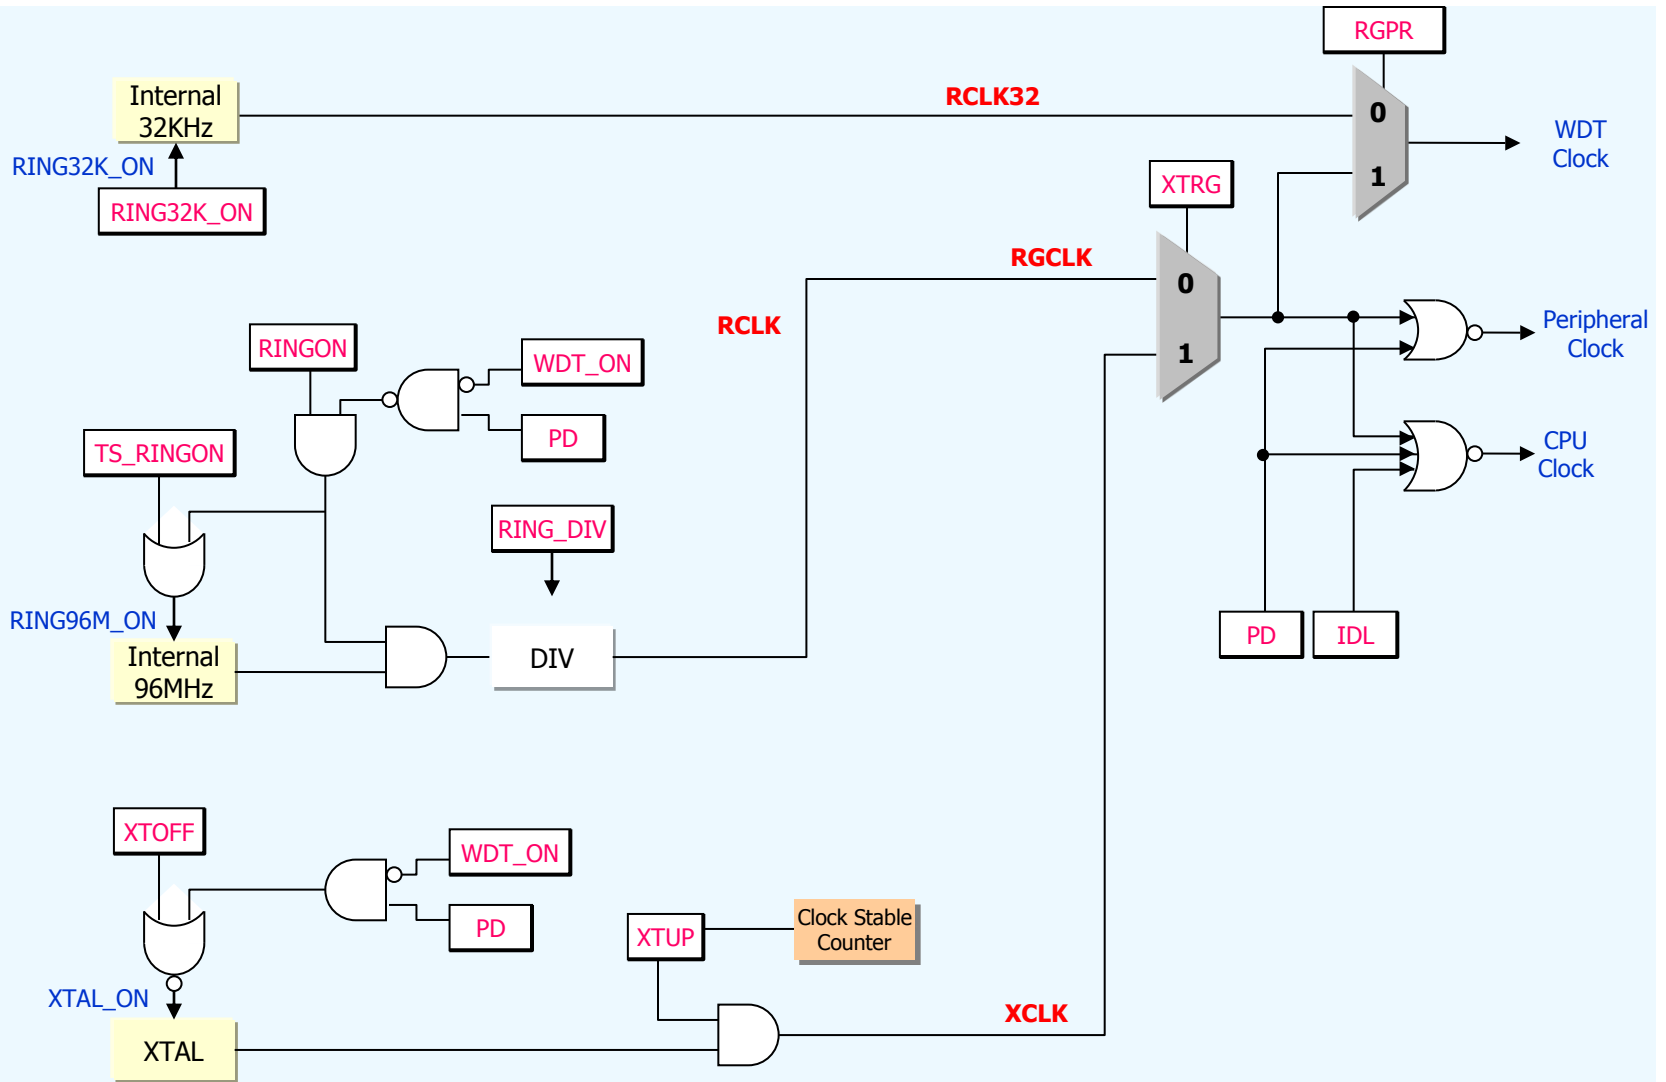 RGPR
Internal
32KHz
RCLK32
0
WDT
Clock
RING32K_ON
1
XTRG
RING32K_ON
RGCLK
0
RCLK
Peripheral
Clock
RINGON
WDT_ON
1
PD
TS_RINGON
CPU
Clock
RING_DIV
RING96M_ON
PD
IDL
Internal
96MHz
DIV
XTOFF
WDT_ON
PD
XTUP
Clock Stable
Counter
XTAL_ON
XCLK
XTAL